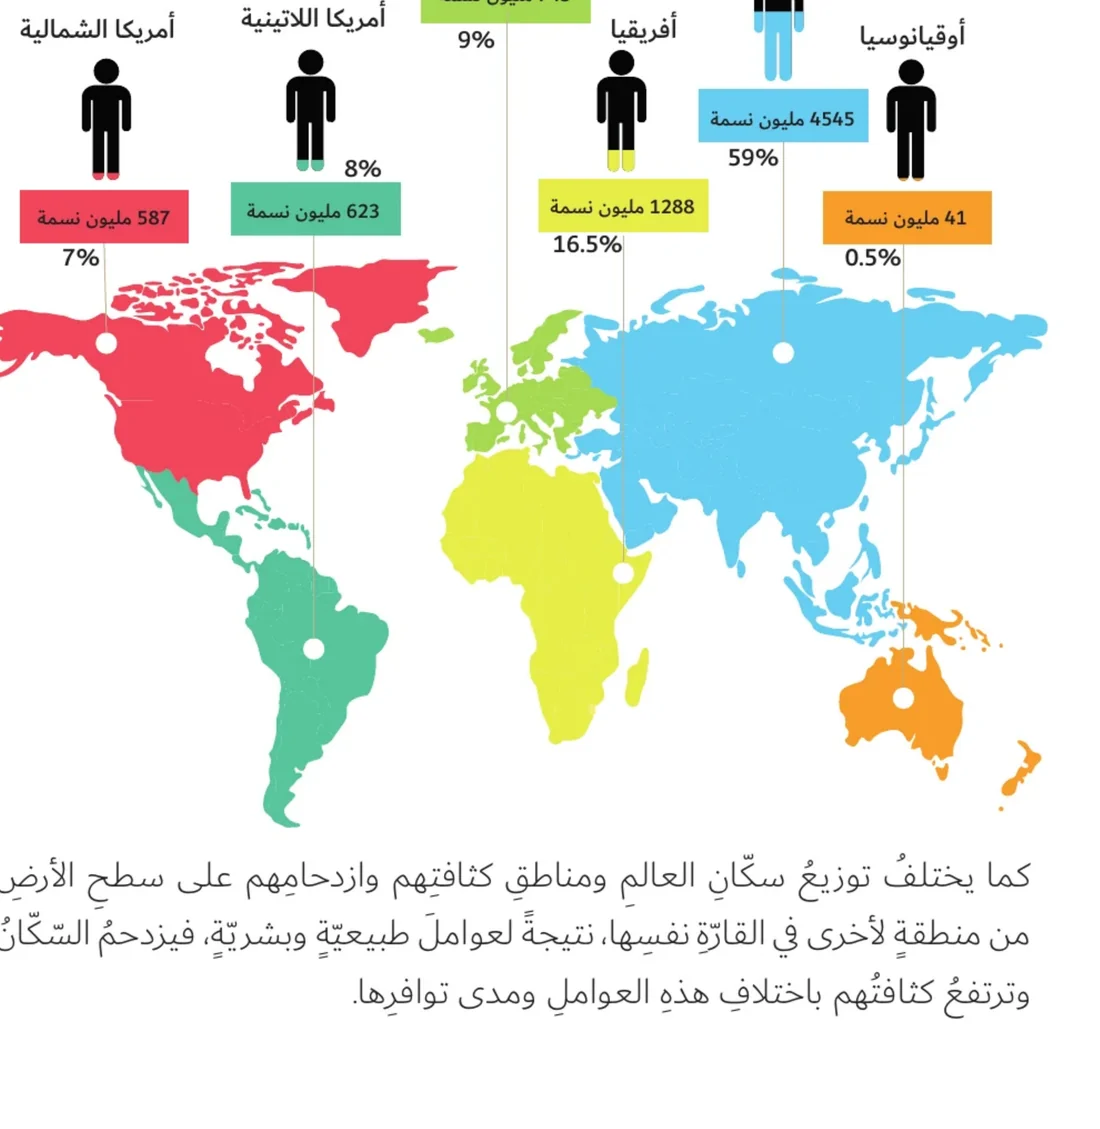 أمريكا الشمالية
587 مليون نسمة
7%
أمريكا اللاتينية
8%
623 مليون نسمة
9%
أفريقيا
1288 مليون نسمة
16.5%
4545 مليون نسمة
59%
أوقيانوسيا
41 مليون نسمة
0.5%
كما يختلفُ توزيعُ سكّانِ العالمِ ومناطقِ كثافتِهم وازدحامِهم على سطحِ الأرضِ
من منطقةٍ لأخرى في القارّةِ نفسِها، نتيجةً لعواملَ طبيعيّةٍ وبشريّةٍ، فيزدحمُ السّكّانُ
وترتفعُ كثافتُهم باختلافِ هذهِ العواملِ ومدى توافرِها.